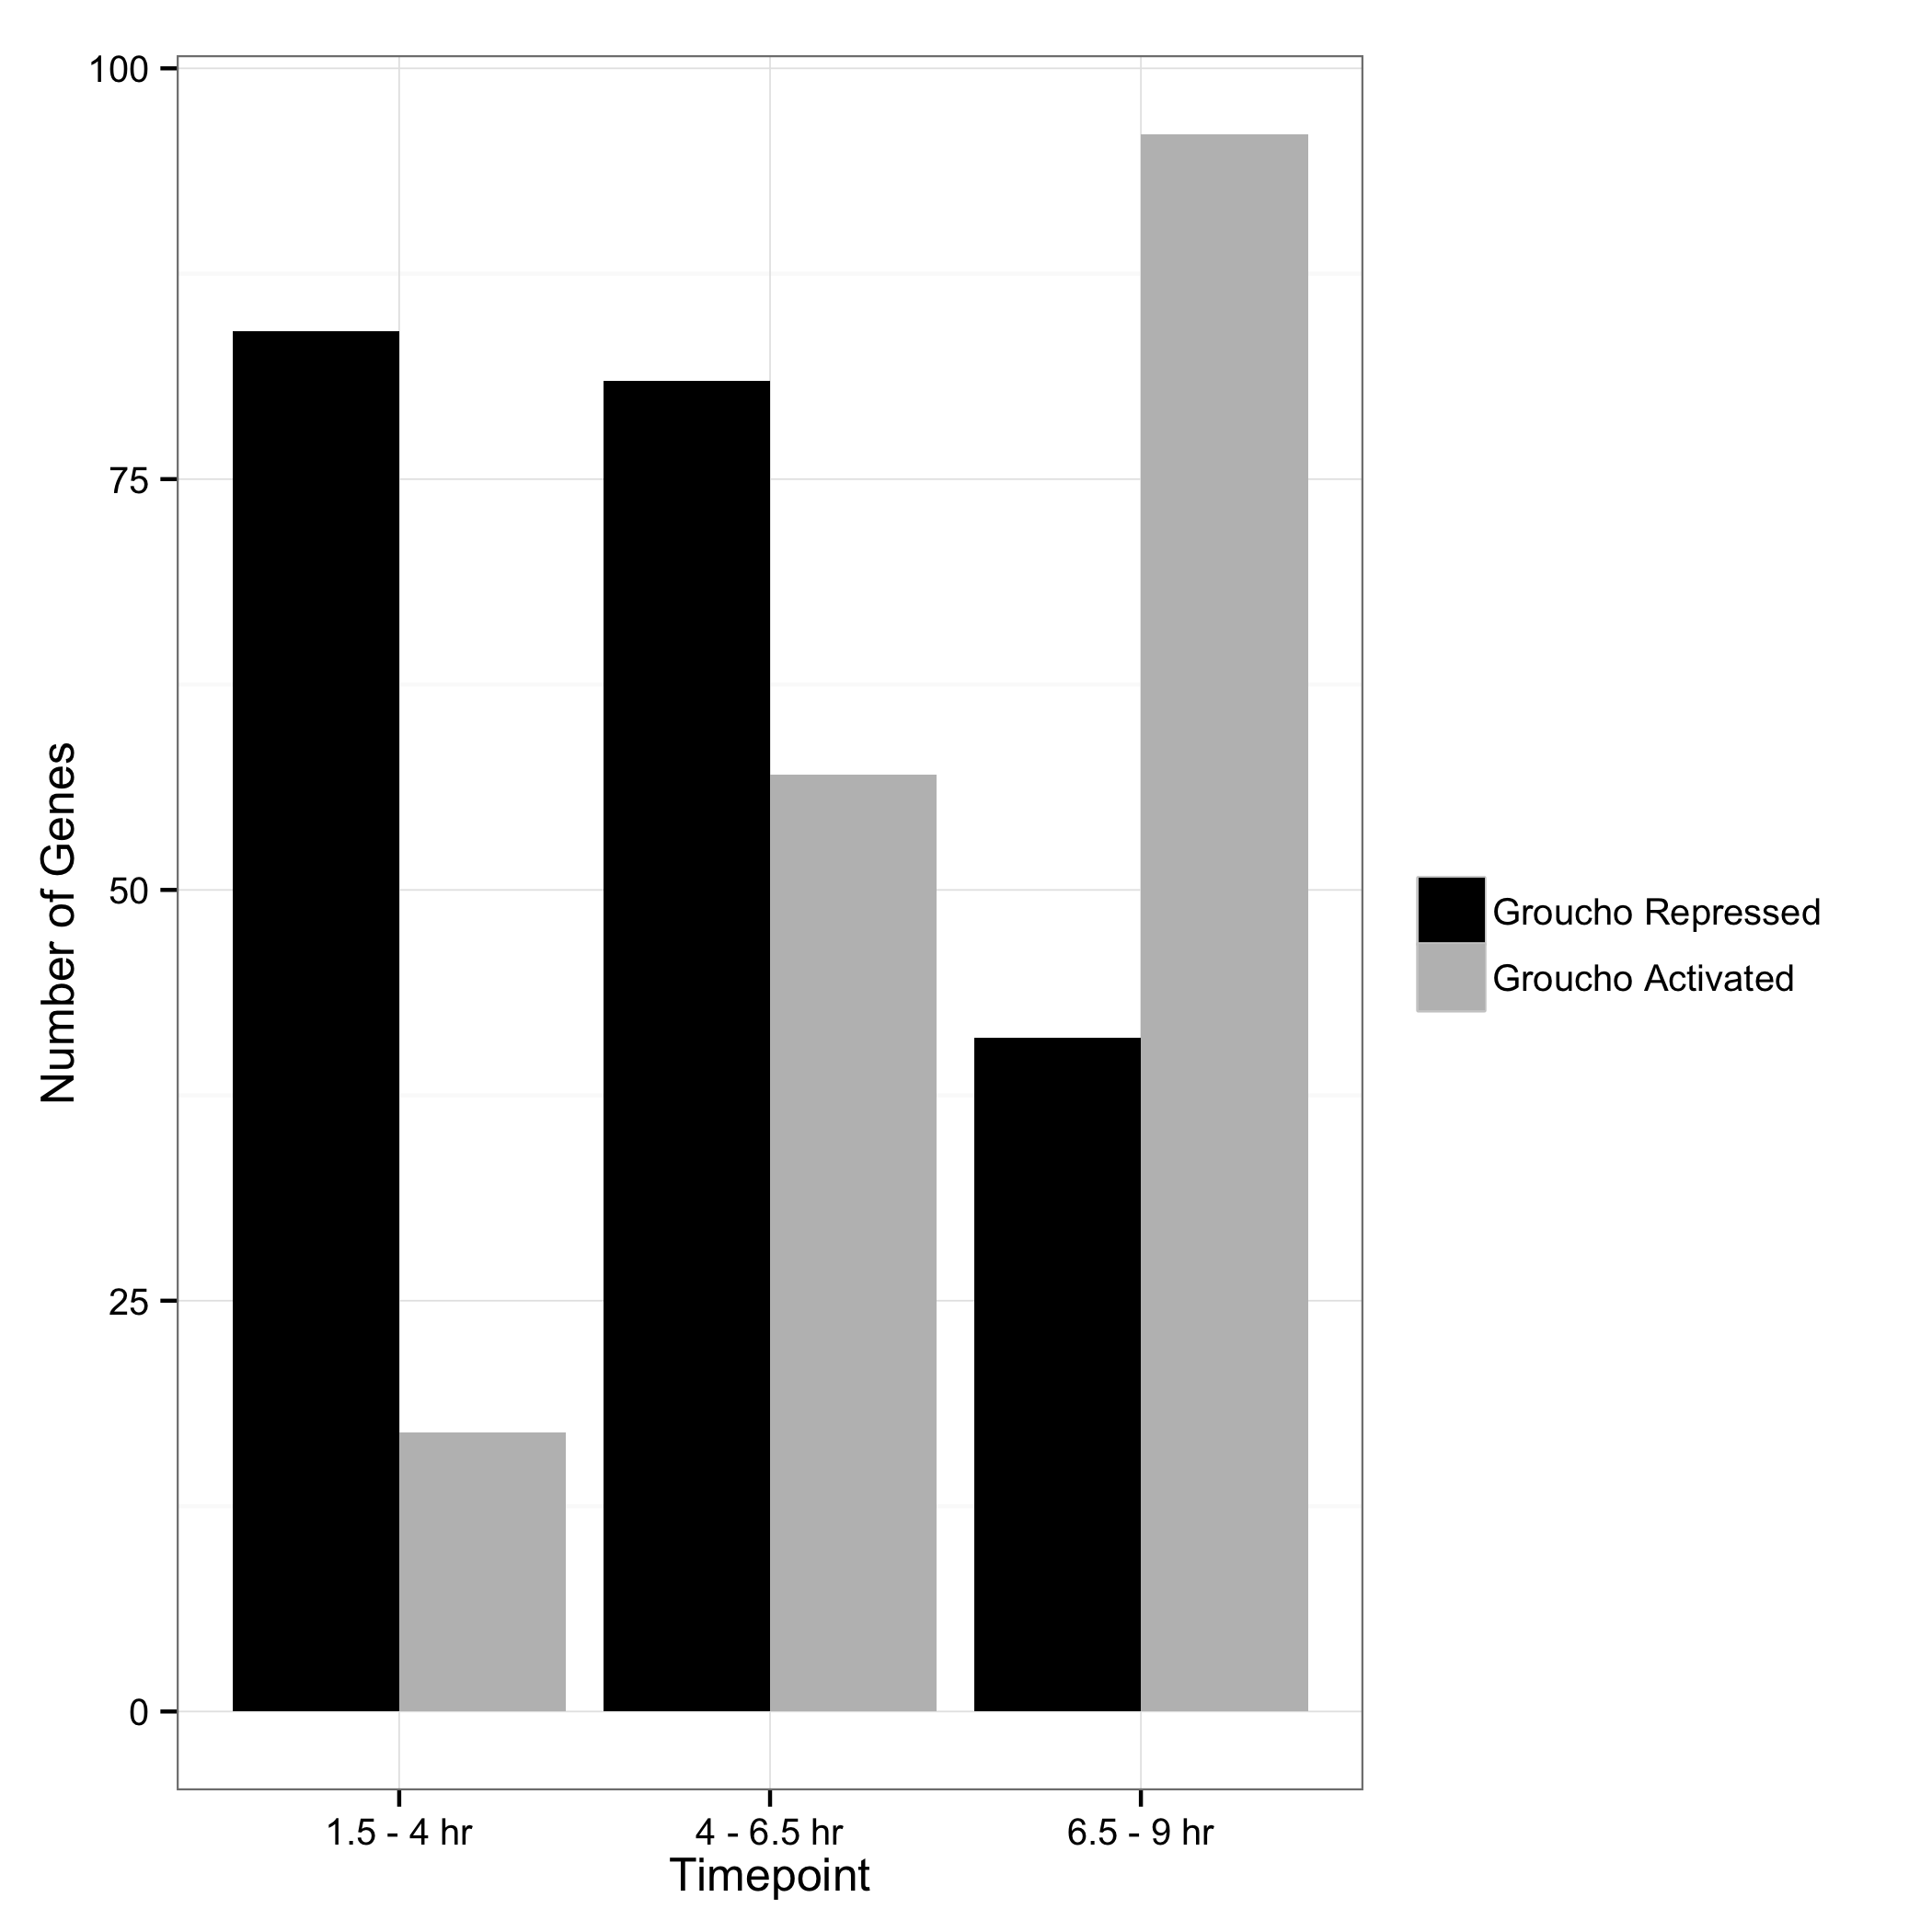 Number of Genes
100
75
50
25
0
1.5 - 4 hr
4 - 6.5 hr
6.5 - 9 hr
Timepoint
Groucho Repressed
Groucho Activated